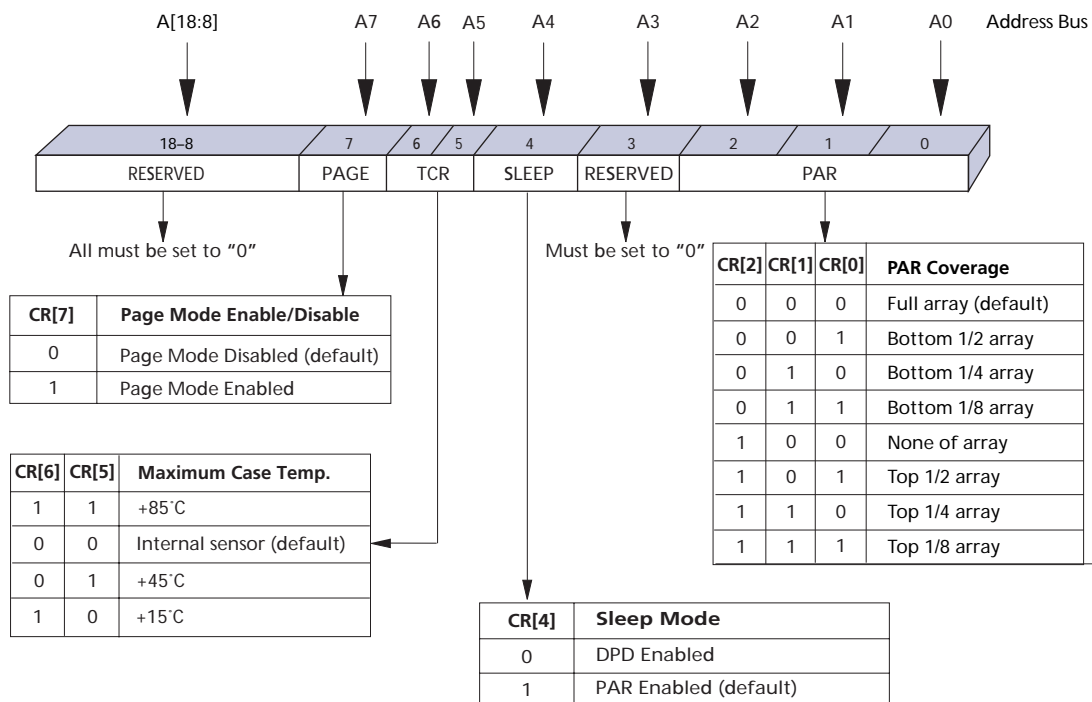 A[18:8] A7 A6 A5 A4 A3 A2 A1 A0 Address Bus
18–8 7 6 5 4 3 2 1 0
RESERVED PAGE TCR SLEEP RESERVED PAR
All must be set to "0"
Must be set to "0"
CR[7] Page Mode Enable/Disable
0 Page Mode Disabled (default)
1 Page Mode Enabled
CR[6] CR[5] Maximum Case Temp.
1 1 +85°C
0 0 Internal sensor (default)
0 1 +45°C
1 0 +15°C
CR[4] Sleep Mode
0 DPD Enabled
1 PAR Enabled (default)
CR[2] CR[1] CR[0] PAR Coverage
0 0 0 Full array (default)
0 0 1 Bottom 1/2 array
0 1 0 Bottom 1/4 array
0 1 1 Bottom 1/8 array
1 0 0 None of array
1 0 1 Top 1/2 array
1 1 0 Top 1/4 array
1 1 1 Top 1/8 array